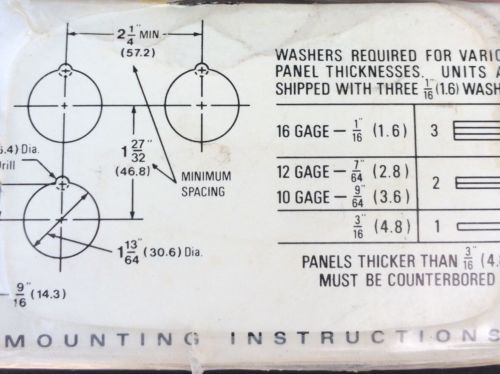 2 1/4" MIN.
(57.2)
1 27/32"
(46.8)
MINIMUM
SPACING
Dia.
1 13/64" (30.6) Dia.
9/16" (14.3)
WASHERS REQUIRED FOR
PANEL THICKNESSES. UNITS
SHIPPED WITH THREE 1/16" (1.6)
16 GAGE – 1/16" (1.6) 3
12 GAGE – 7/64" (2.8)
2
10 GAGE – 9/64" (3.6)
3/16" (4.8) 1
PANELS THICKER THAN 3/16"
MUST BE COUNTERBORED
MOUNTING INSTRUCTIONS